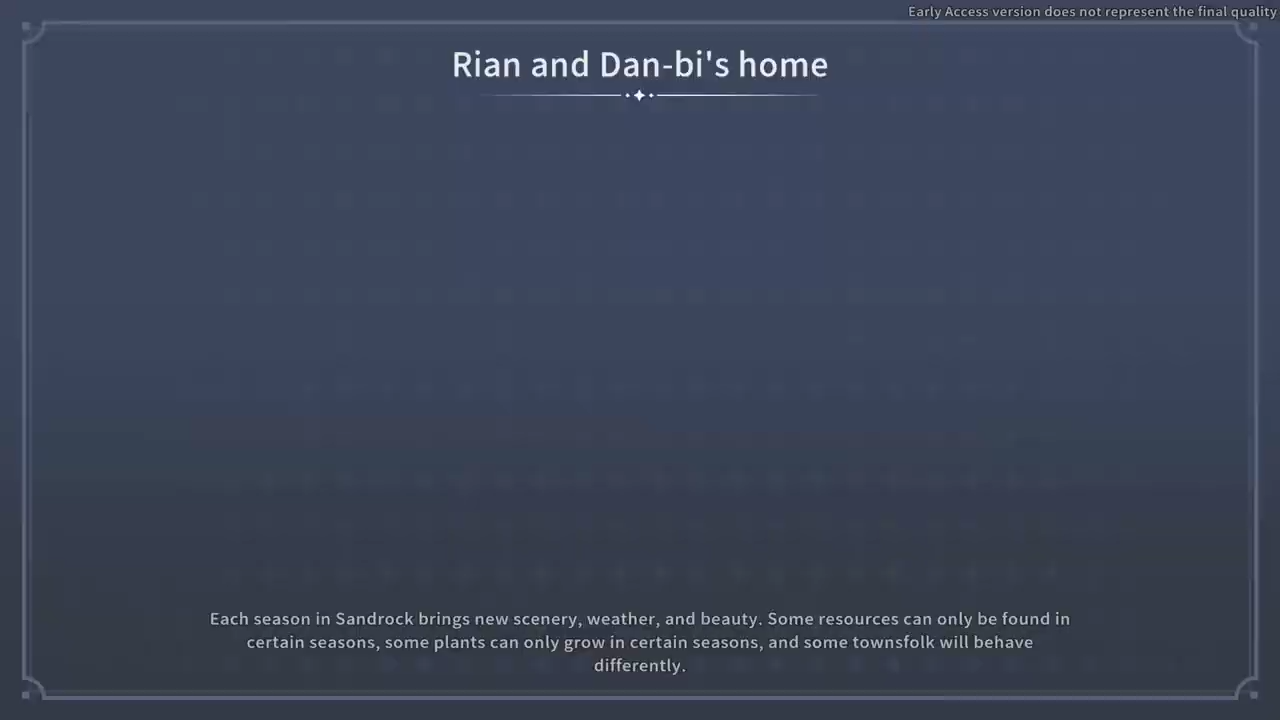 Early Access version does not represent the final quality
Rian and Dan-bi's home
Each season in Sandrock brings new scenery, weather, and beauty. Some resources can only be found in
certain seasons, some plants can only grow in certain seasons, and some townsfolk will behave
differently.